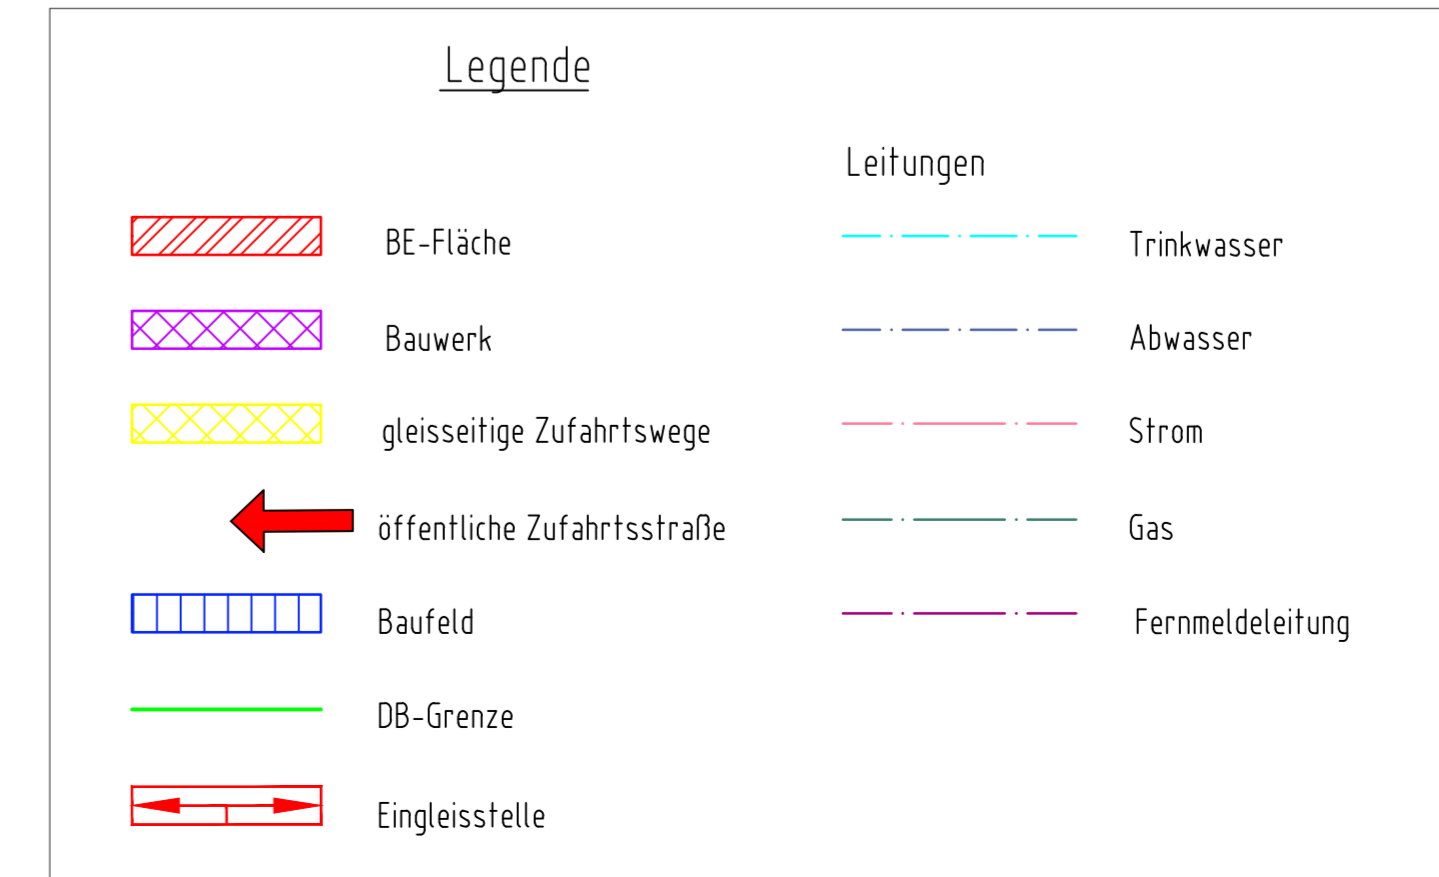 Legende
BE-Fläche
Bauwerk
gleisseitige Zufahrtswege
öffentliche Zufahrtsstraße
Baufeld
DB-Grenze
Eingleisstelle
Leitungen
Trinkwasser
Abwasser
Strom
Gas
Fernmeldeleitung